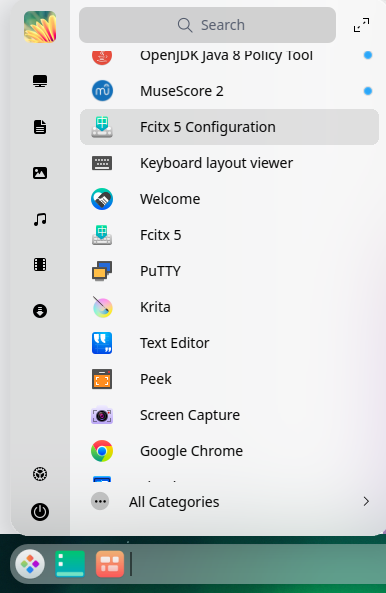 Search
OpenJDK Java 8 Policy Tool
MuseScore 2
Fcitx 5 Configuration
Keyboard layout viewer
Welcome
Fcitx 5
PuTTY
Krita
Text Editor
Peek
Screen Capture
Google Chrome
All Categories